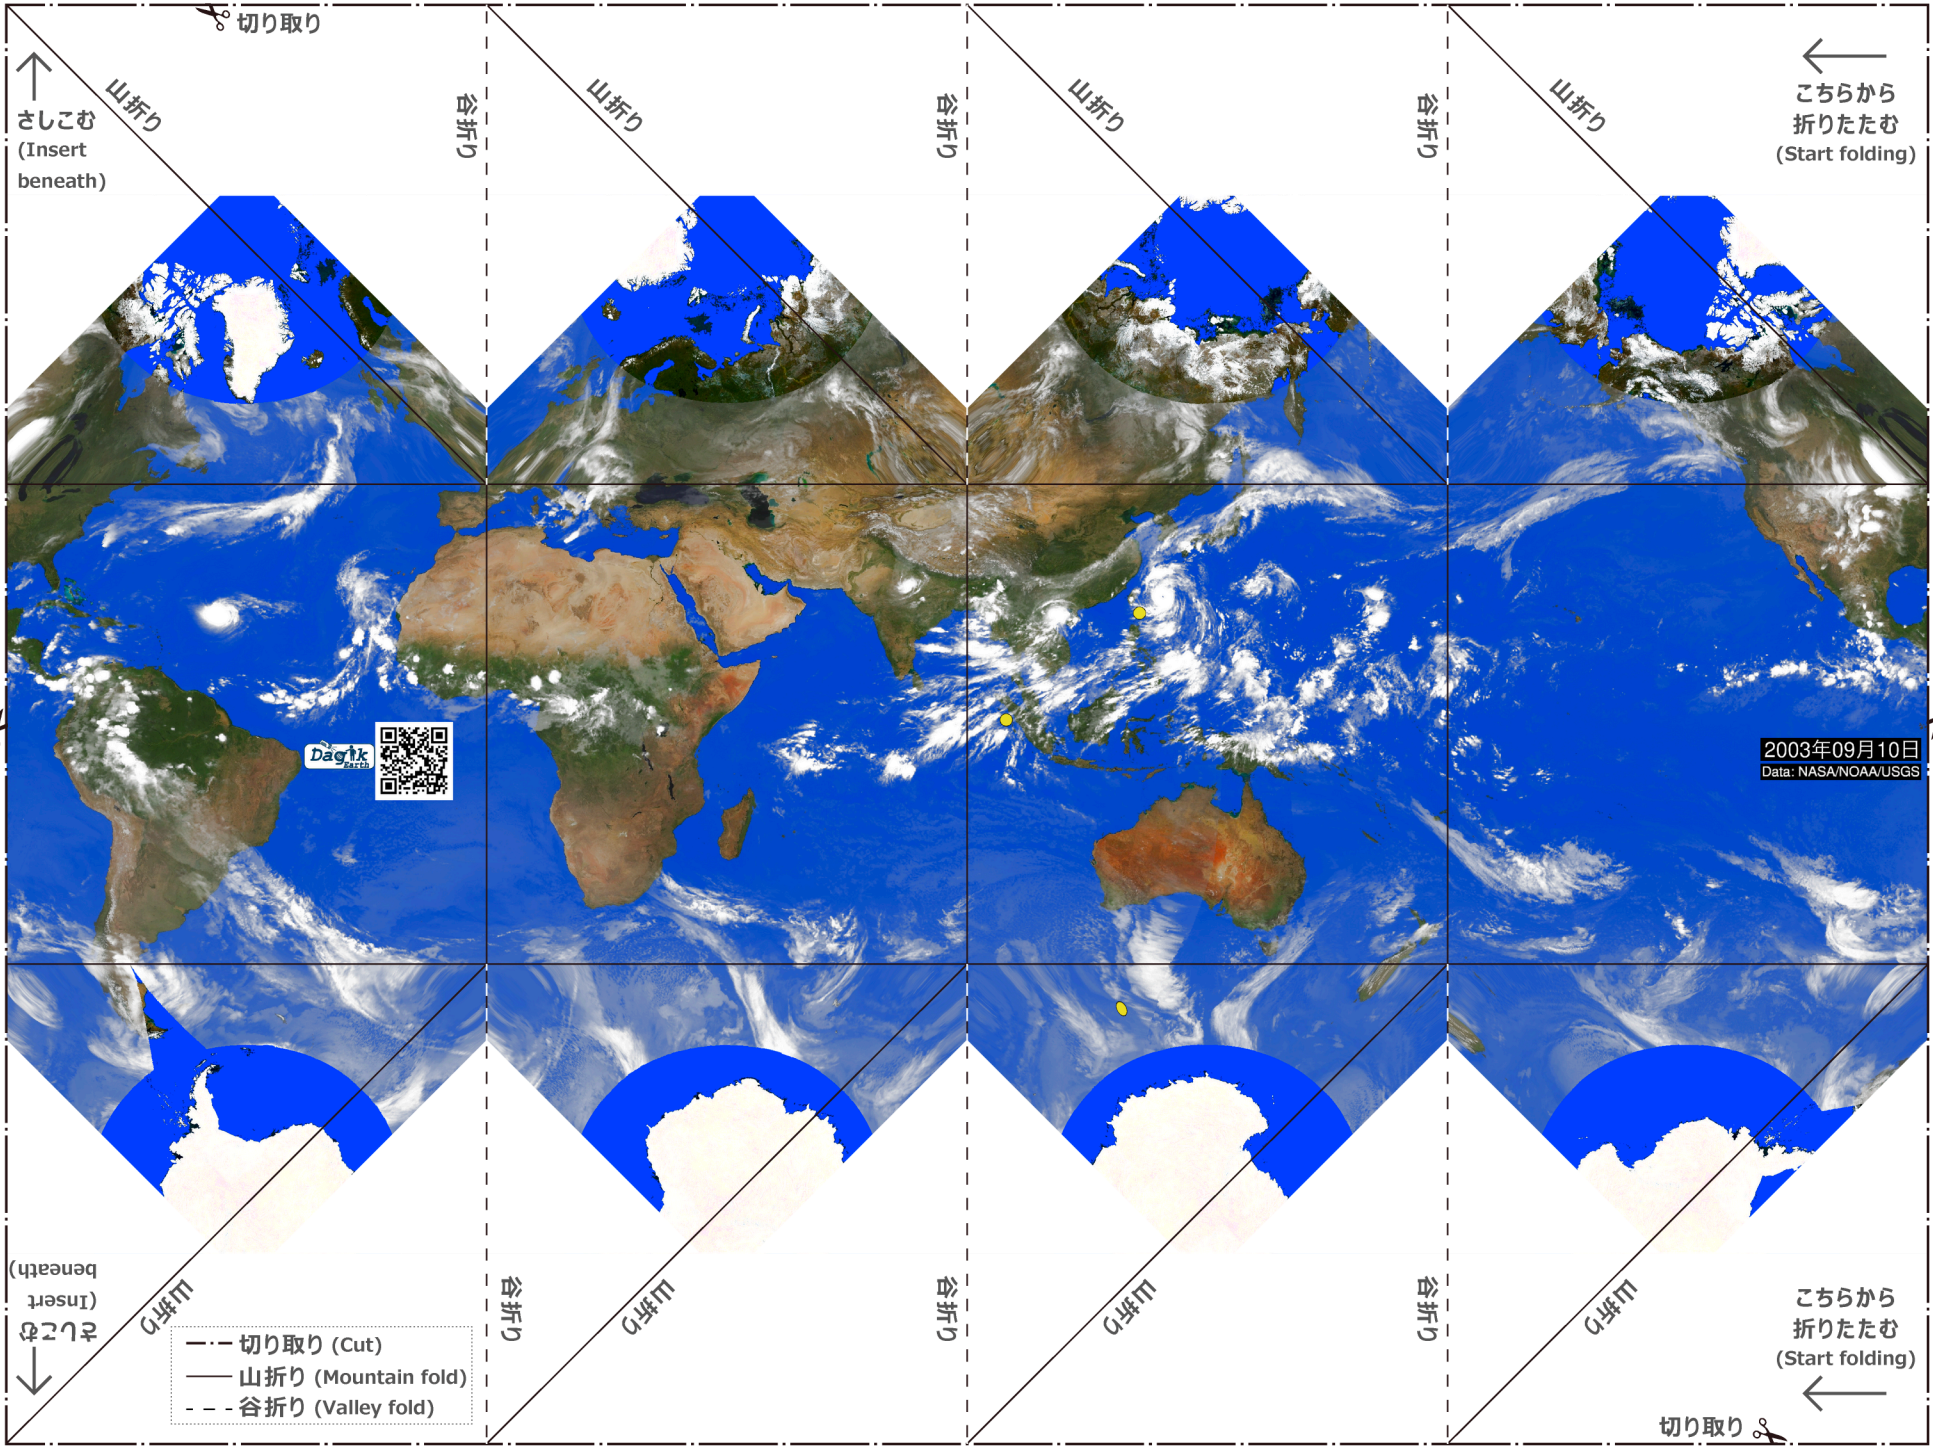 切り取り
さしこむ
(Insert
beneath)
山折り
谷折り
山折り
谷折り
山折り
谷折り
山折り
こちらから
折りたたむ
(Start folding)
Dagik
Earth
2003年09月10日
Data: NASA/NOAA/USGS
さしこむ
(Insert
beneath)
山折り
谷折り
山折り
谷折り
山折り
谷折り
山折り
こちらから
折りたたむ
(Start folding)
切り取り (Cut)
山折り (Mountain fold)
谷折り (Valley fold)
切り取り